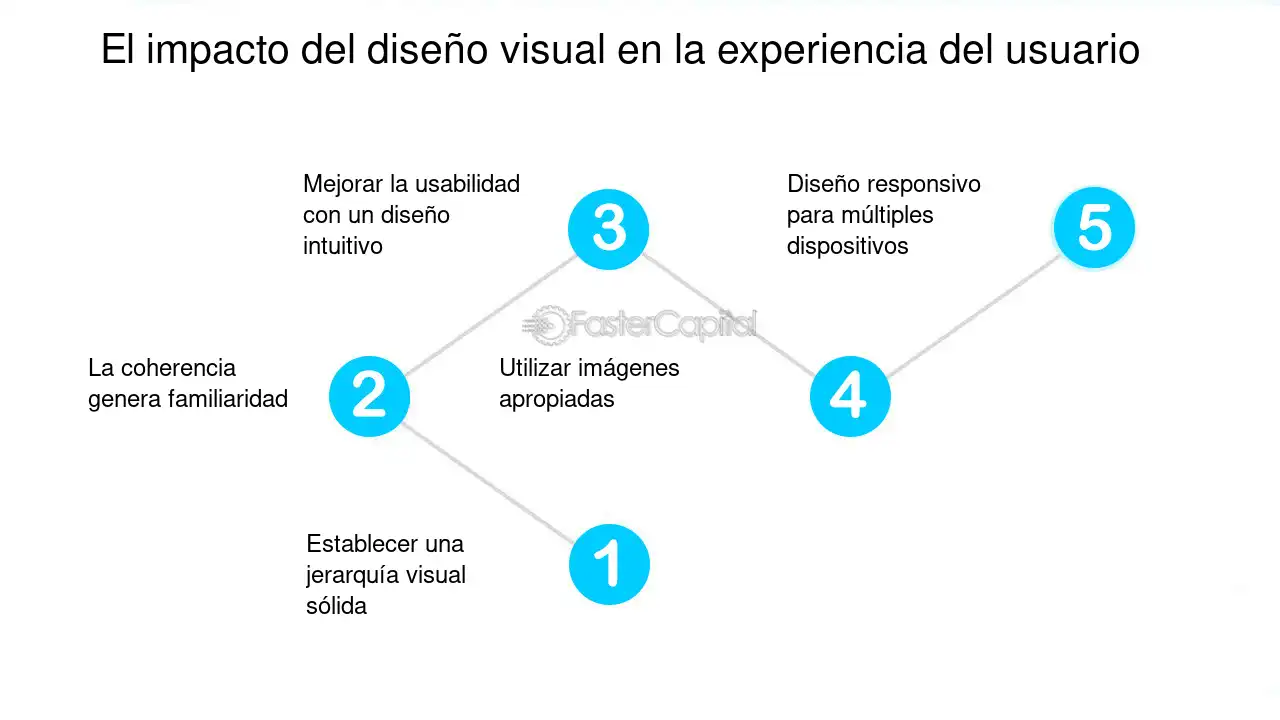 El impacto del diseño visual en la experiencia del usuario
Mejorar la usabilidad
con un diseño
intuitivo
3
Diseño responsivo
para múltiples
dispositivos
5
FasterCapital
La coherencia
genera familiaridad
2
Utilizar imágenes
apropiadas
4
Establecer una
jerarquía visual
sólida
1